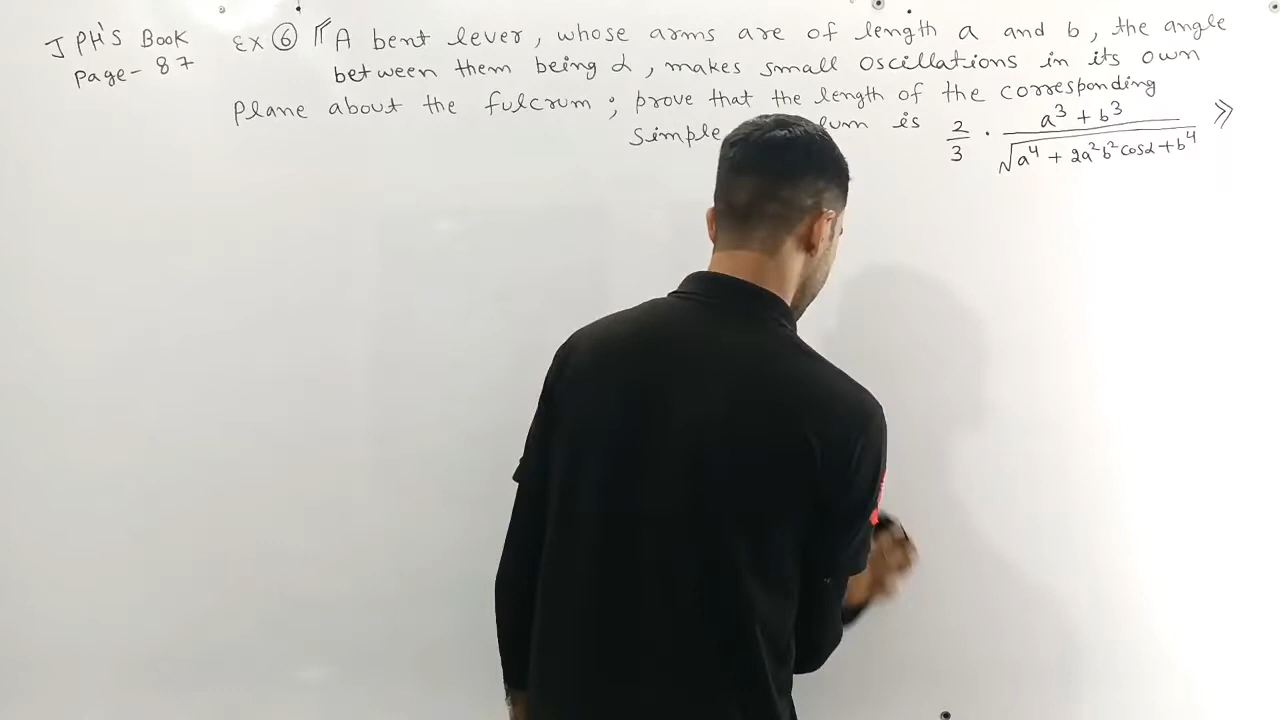 J PH'S Book
Page- 87
Ex ⑥ "A bent lever, whose arms are of length a and b, the angle
between them being α, makes small oscillations in its own
plane about the fulcrum; prove that the length of the corresponding
simple is 2/3 · (a³ + b³)/√(a⁴ + 2a²b² cosα + b⁴) »